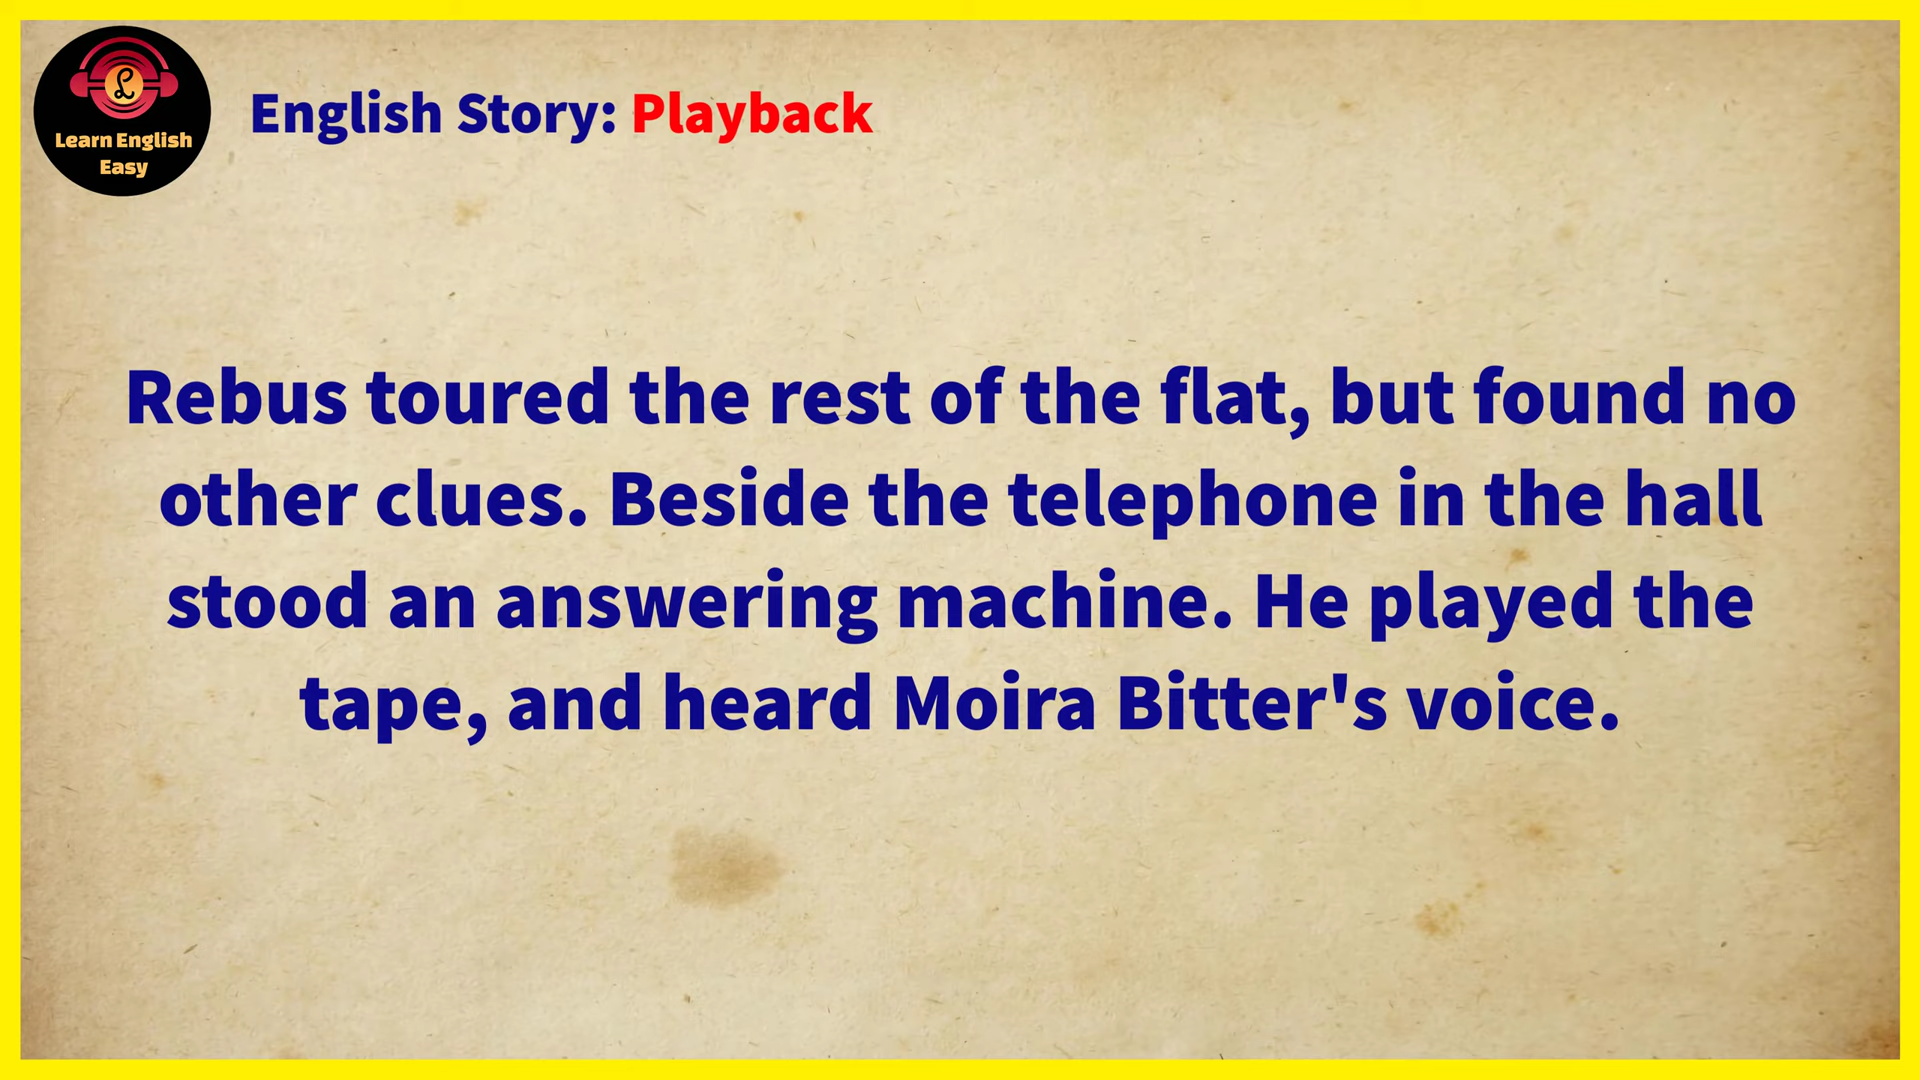 Learn English
Easy
English Story: Playback
Rebus toured the rest of the flat, but found no
other clues. Beside the telephone in the hall
stood an answering machine. He played the
tape, and heard Moira Bitter's voice.